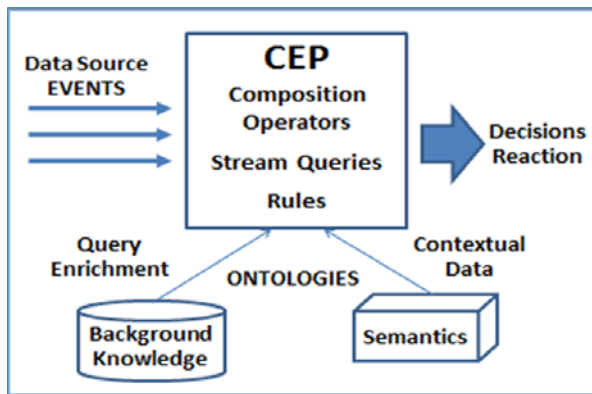 Data Source
EVENTS
CEP
Composition
Operators
Stream Queries
Rules
Decisions
Reaction
Query
Enrichment
ONTOLOGIES
Contextual
Data
Background
Knowledge
Semantics